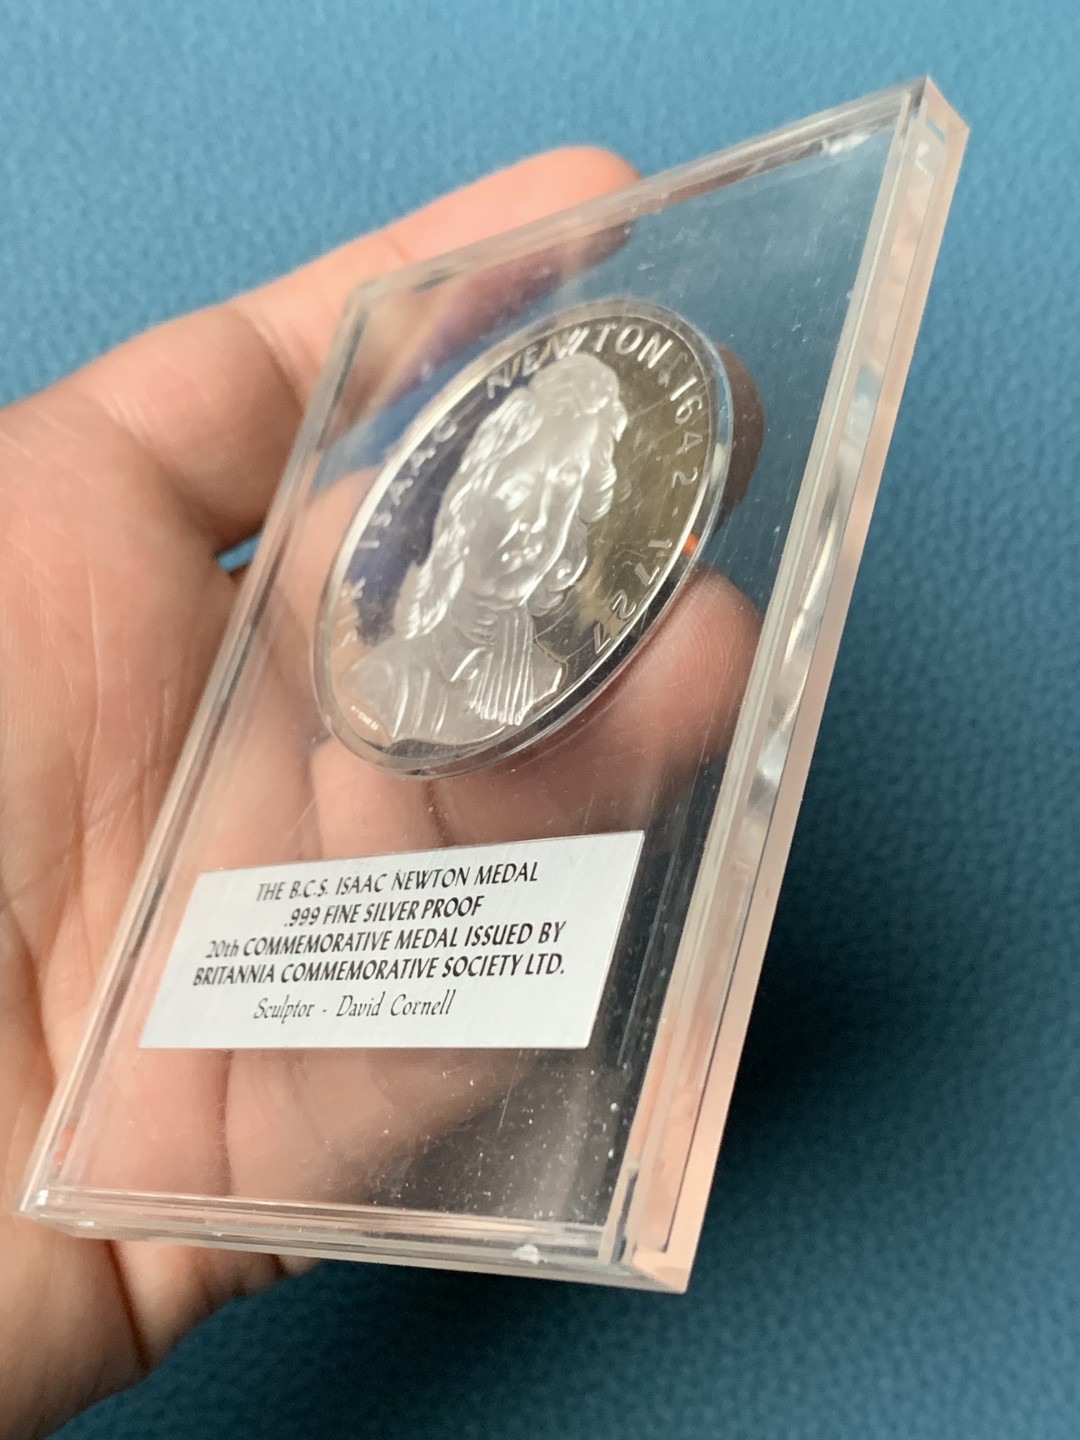 SIR ISAAC NEWTON 1642 · 1727
THE B.C.S. ISAAC NEWTON MEDAL
.999 FINE SILVER PROOF
20th COMMEMORATIVE MEDAL ISSUED BY
BRITANNIA COMMEMORATIVE SOCIETY LTD.
Sculptor - David Cornell